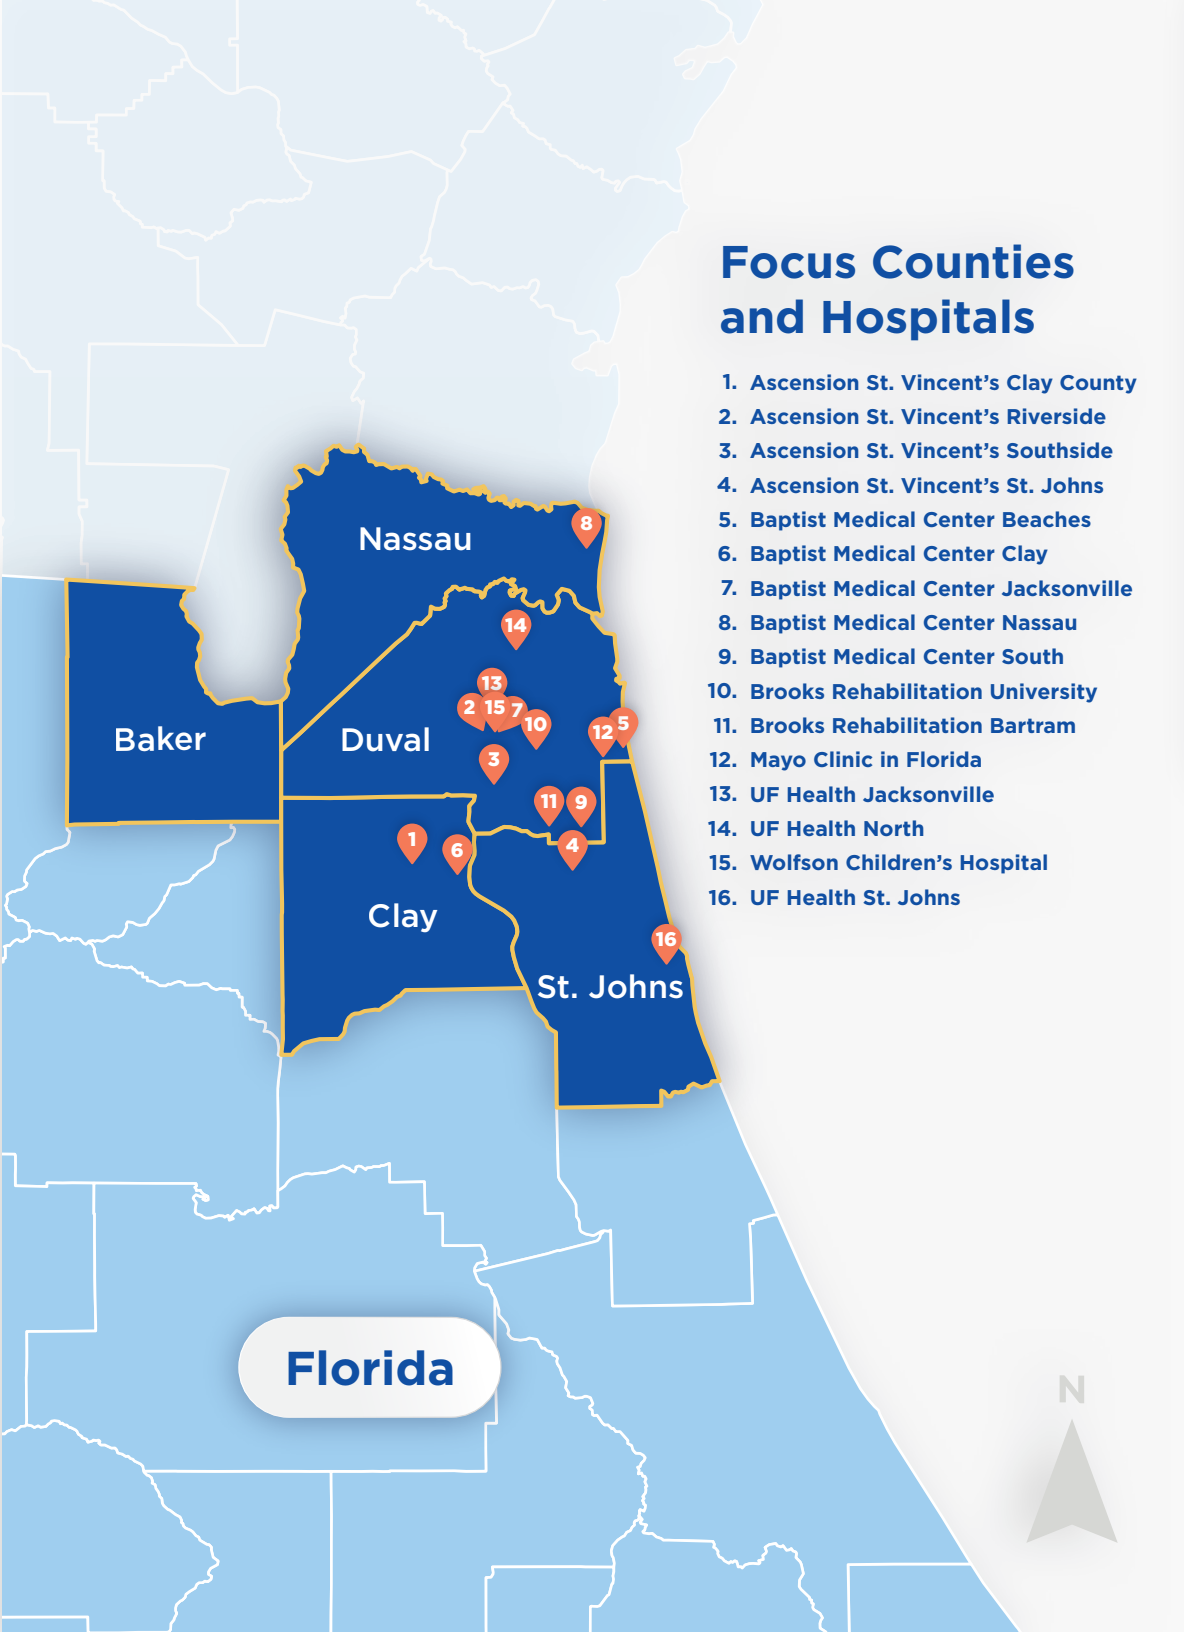 Focus Counties
and Hospitals
1. Ascension St. Vincent’s Clay County
2. Ascension St. Vincent’s Riverside
3. Ascension St. Vincent’s Southside
4. Ascension St. Vincent’s St. Johns
5. Baptist Medical Center Beaches
6. Baptist Medical Center Clay
7. Baptist Medical Center Jacksonville
8. Baptist Medical Center Nassau
9. Baptist Medical Center South
10. Brooks Rehabilitation University
11. Brooks Rehabilitation Bartram
12. Mayo Clinic in Florida
13. UF Health Jacksonville
14. UF Health North
15. Wolfson Children’s Hospital
16. UF Health St. Johns
8
Nassau
14
13
2 15 7
10
5
12
Baker
Duval
3
11 9
1
6
4
Clay
16
St. Johns
Florida
N